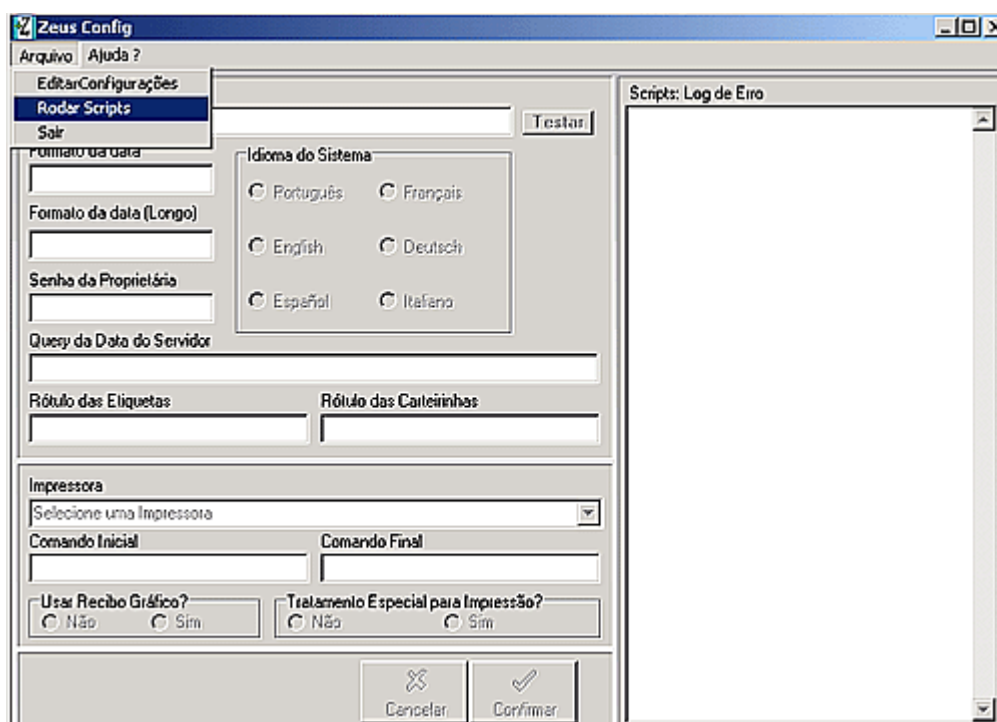 Zeus Config
Arquivo Ajuda ?
EditarConfigurações
Rodar Scripts
Sair
Scripts: Log de Erro
Testar
Formato da data
Idioma do Sistema
Português Français
Formato da data (Longo)
English Deutsch
Senha da Proprietária
Español Italiano
Query da Data do Servidor
Rótulo das Etiquetas Rótulo das Carteirinhas
Impressora
Selecione uma Impressora
Comando Inicial Comando Final
Usar Recibo Gráfico? Tratamento Especial para Impressão?
Não Sim Não Sim
Cancelar Confirmar